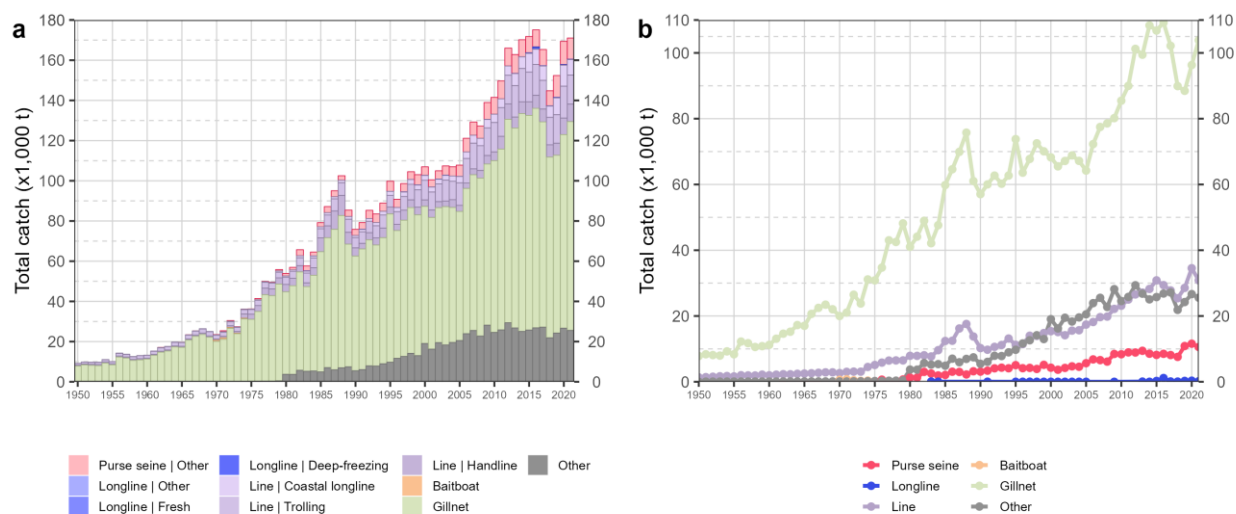 a
180
160
140
120
100
80
60
40
20
0
Total catch (x1,000 t)
180
160
140
120
100
80
60
40
20
0
1950 1955 1960 1965 1970 1975 1980 1985 1990 1995 2000 2005 2010 2015 2020
Purse seine | Other
Longline | Other
Longline | Fresh
Longline | Deep-freezing
Line | Coastal longline
Line | Trolling
Line | Handline
Baitboat
Gillnet
Other
b
110
100
80
60
40
20
0
Total catch (x1,000 t)
110
100
80
60
40
20
0
1950 1955 1960 1965 1970 1975 1980 1985 1990 1995 2000 2005 2010 2015 2020
Purse seine
Longline
Line
Baitboat
Gillnet
Other